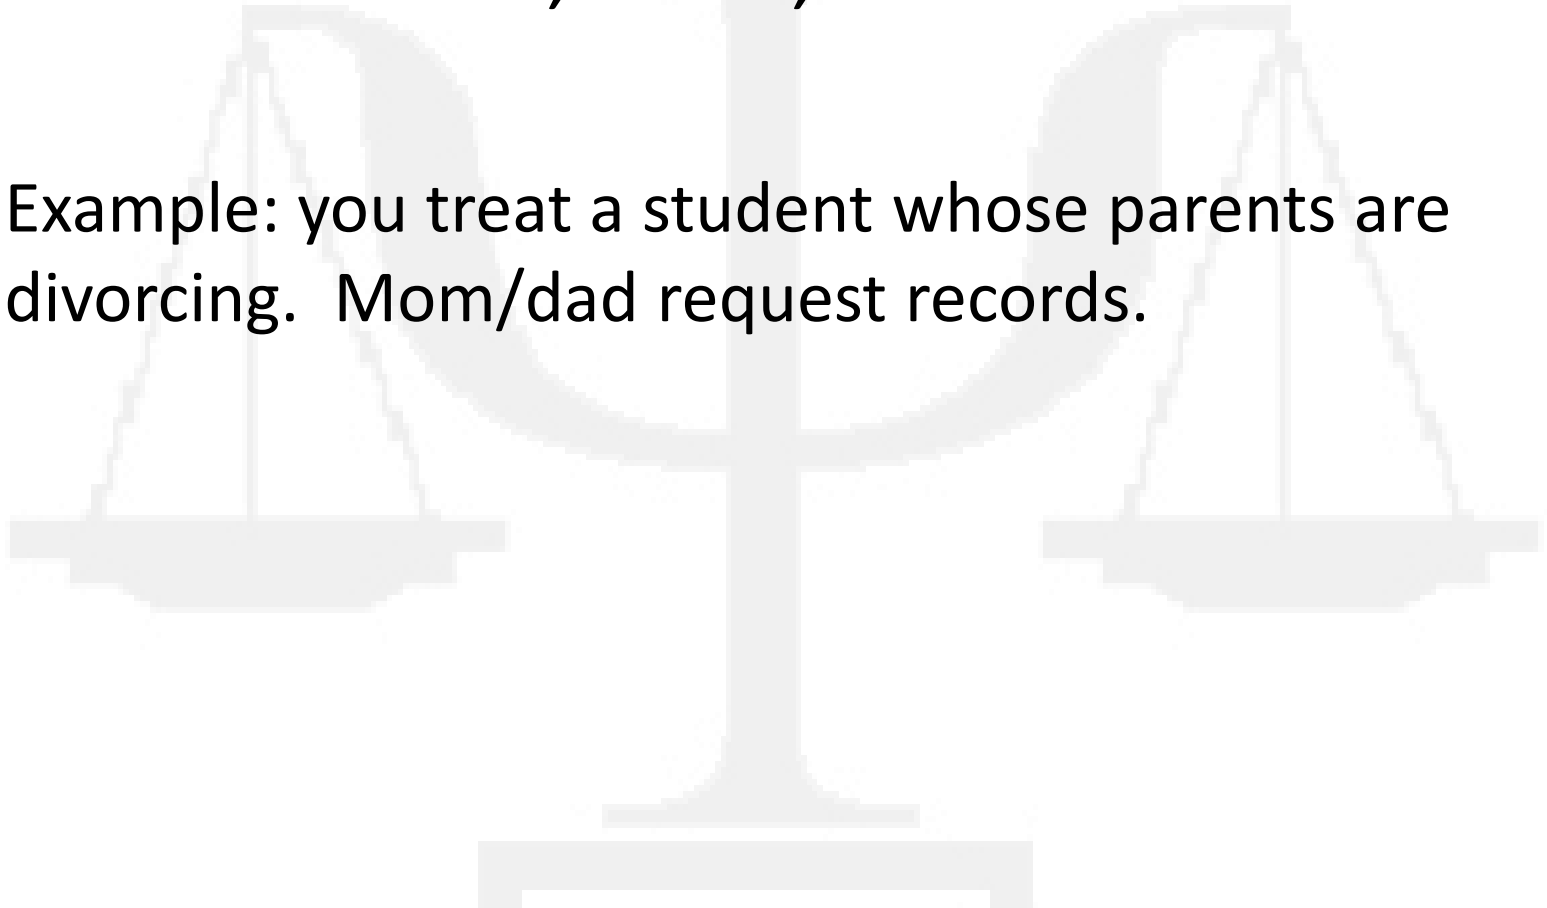 Example: you treat a student whose parents are
divorcing.  Mom/dad request records.